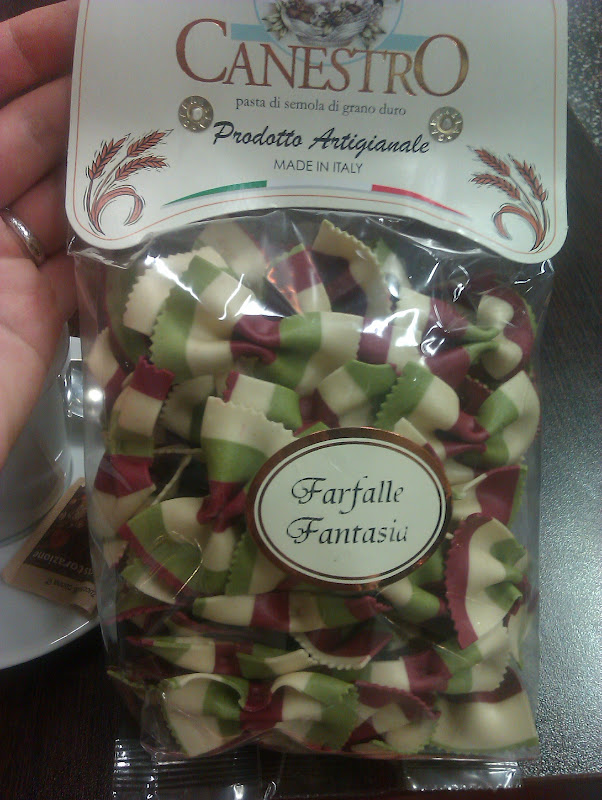 CANESTRO
pasta di semola di grano duro
Prodotto Artigianale
MADE IN ITALY
Farfalle
Fantasia